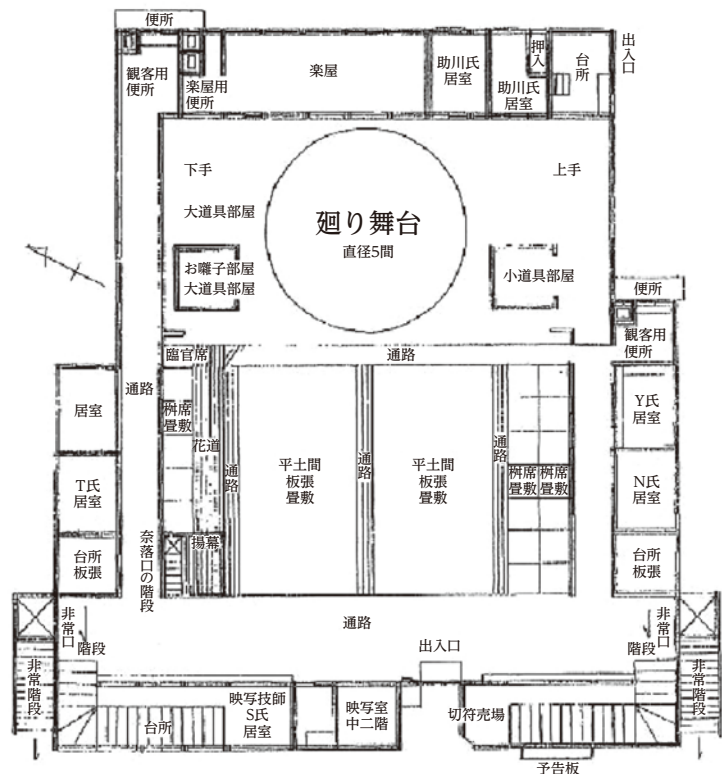 便所
観客用
便所
楽屋用
便所
楽屋
助川氏
居室
助川氏
居室
押入
台所
出入口
下手
大道具部屋
上手
廻り舞台
直径5間
お囃子部屋
大道具部屋
小道具部屋
便所
観客用
便所
臨官席
通路
通路
居室
桝席
畳敷
花道
通路
平土間
板張
畳敷
通路
平土間
板張
畳敷
通路
桝席
畳敷
桝席
畳敷
Y氏
居室
N氏
居室
T氏
居室
台所
板張
揚幕
奈落口の階段
台所
板張
非常口
階段
非常階段
通路
出入口
非常口
階段
非常階段
台所
映写技師
S氏
居室
映写室
中二階
切符売場
予告板